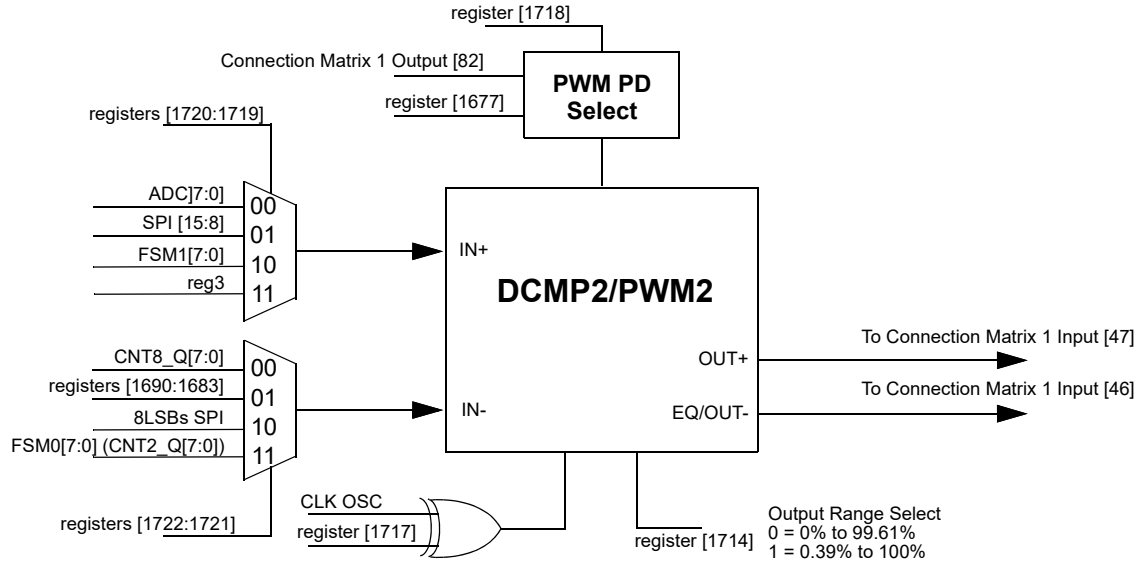 register [1718]
Connection Matrix 1 Output [82]
PWM PD
Select
register [1677]
registers [1720:1719]
ADC]7:0]
00
SPI [15:8]
01
FSM1[7:0]
10
reg3
11
IN+
DCMP2/PWM2
To Connection Matrix 1 Input [47]
OUT+
CNT8_Q[7:0]
00
registers [1690:1683]
01
To Connection Matrix 1 Input [46]
IN-
EQ/OUT-
8LSBs SPI
10
FSM0[7:0] (CNT2_Q[7:0])
11
registers [1722:1721]
CLK OSC
register [1717]
register [1714]
Output Range Select
0 = 0% to 99.61%
1 = 0.39% to 100%